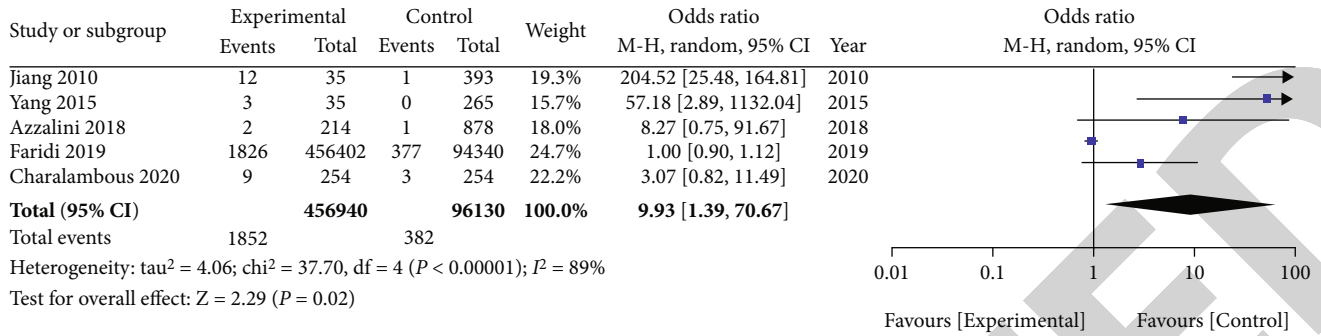 Study or subgroup Experimental Control Weight Odds ratio Odds ratio
Events Total Events Total M-H, random, 95% CI Year M-H, random, 95% CI
Jiang 2010 12 35 1 393 19.3% 204.52 [25.48, 164.81] 2010
Yang 2015 3 35 0 265 15.7% 57.18 [2.89, 1132.04] 2015
Azzalini 2018 2 214 1 878 18.0% 8.27 [0.75, 91.67] 2018
Faridi 2019 1826 456402 377 94340 24.7% 1.00 [0.90, 1.12] 2019
Charalambous 2020 9 254 3 254 22.2% 3.07 [0.82, 11.49] 2020
Total (95% CI) 456940 96130 100.0% 9.93 [1.39, 70.67]
Total events 1852 382
Heterogeneity: tau² = 4.06; chi² = 37.70, df = 4 (P < 0.00001); I² = 89%
Test for overall effect: Z = 2.29 (P = 0.02)
0.01 0.1 1 10 100
Favours [Experimental] Favours [Control]